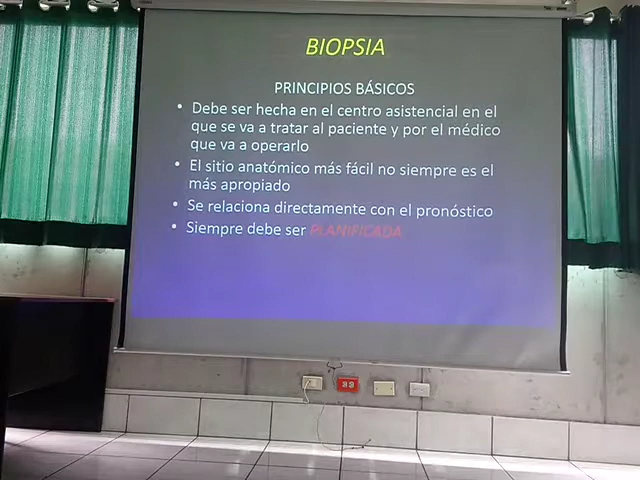 BIOPSIA
PRINCIPIOS BÁSICOS
• Debe ser hecha en el centro asistencial en el
que se va a tratar al paciente y por el médico
que va a operarlo
• El sitio anatómico más fácil no siempre es el
más apropiado
• Se relaciona directamente con el pronóstico
• Siempre debe ser PLANIFICADA